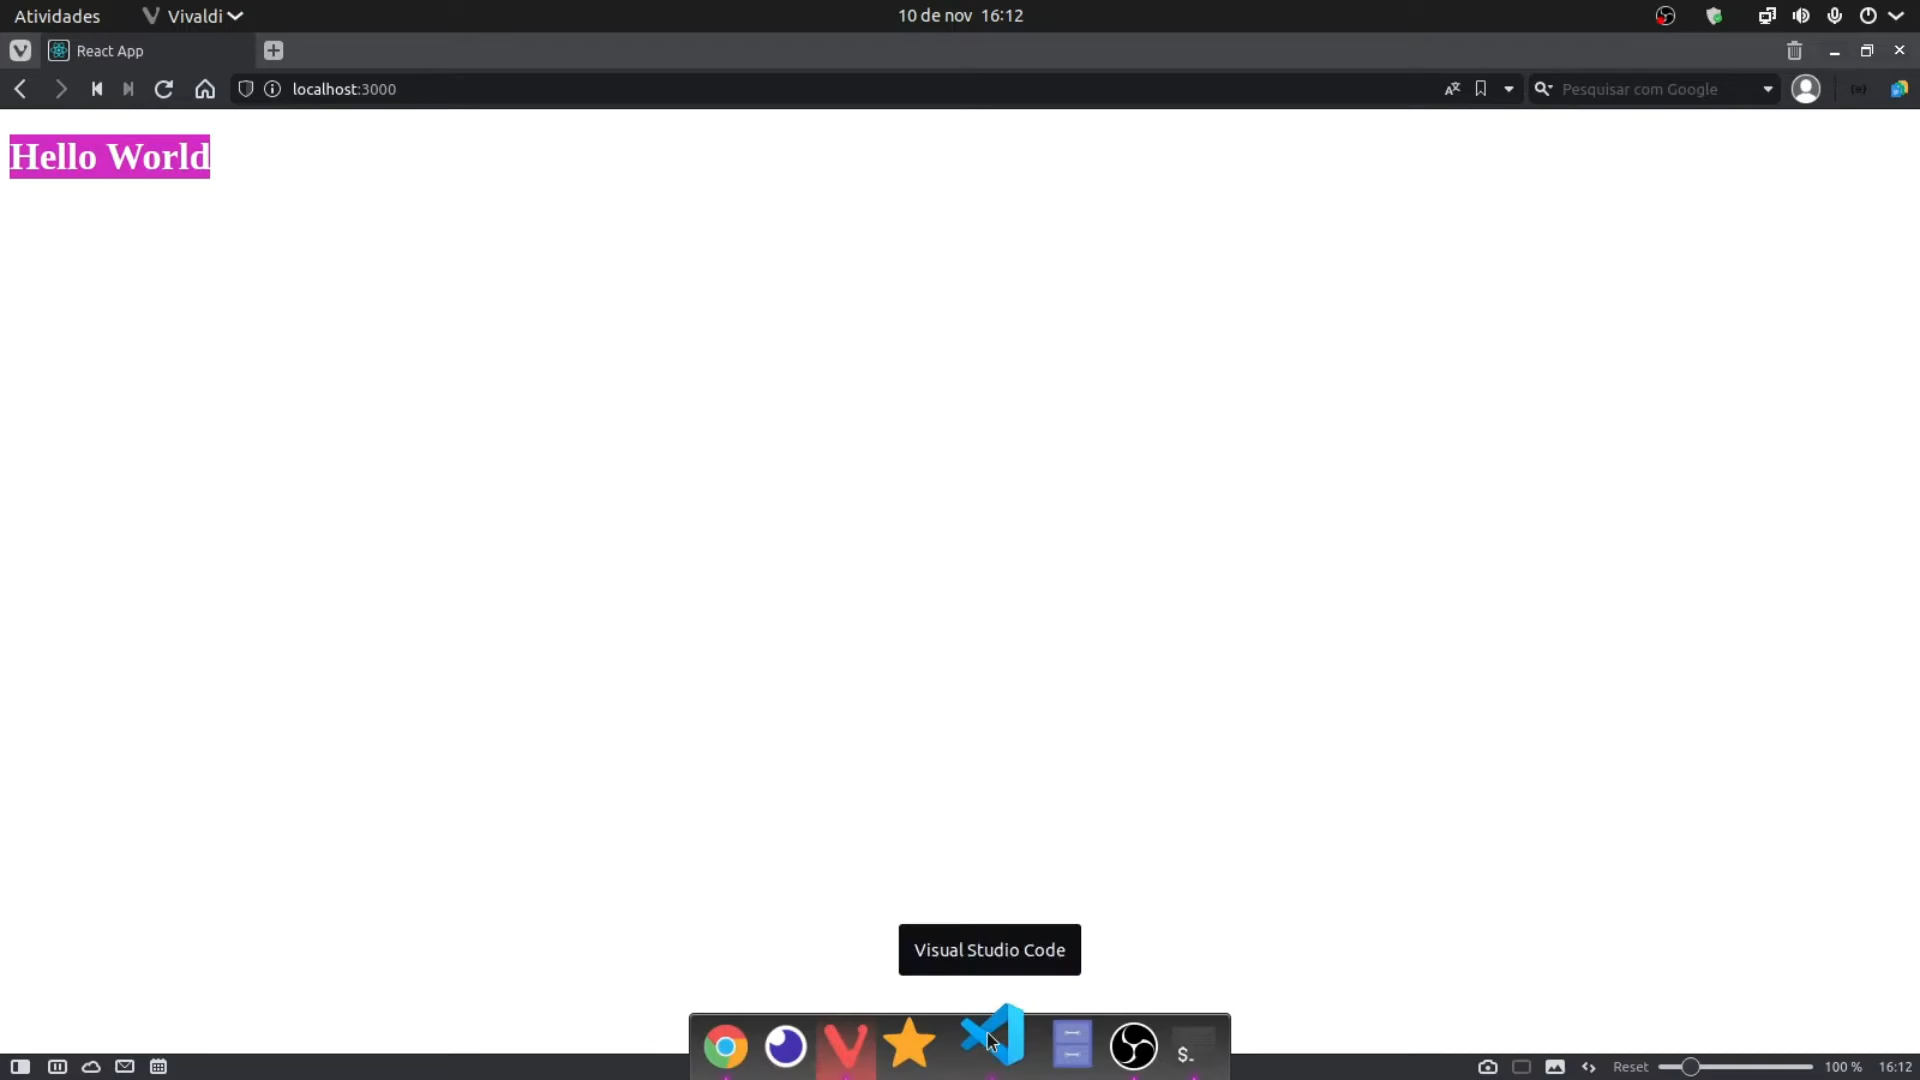 Atividades
Vivaldi
10 de nov 16:12
React App
localhost:3000
Pesquisar com Google
Hello World
Visual Studio Code
$_
Reset
100 %
16:12